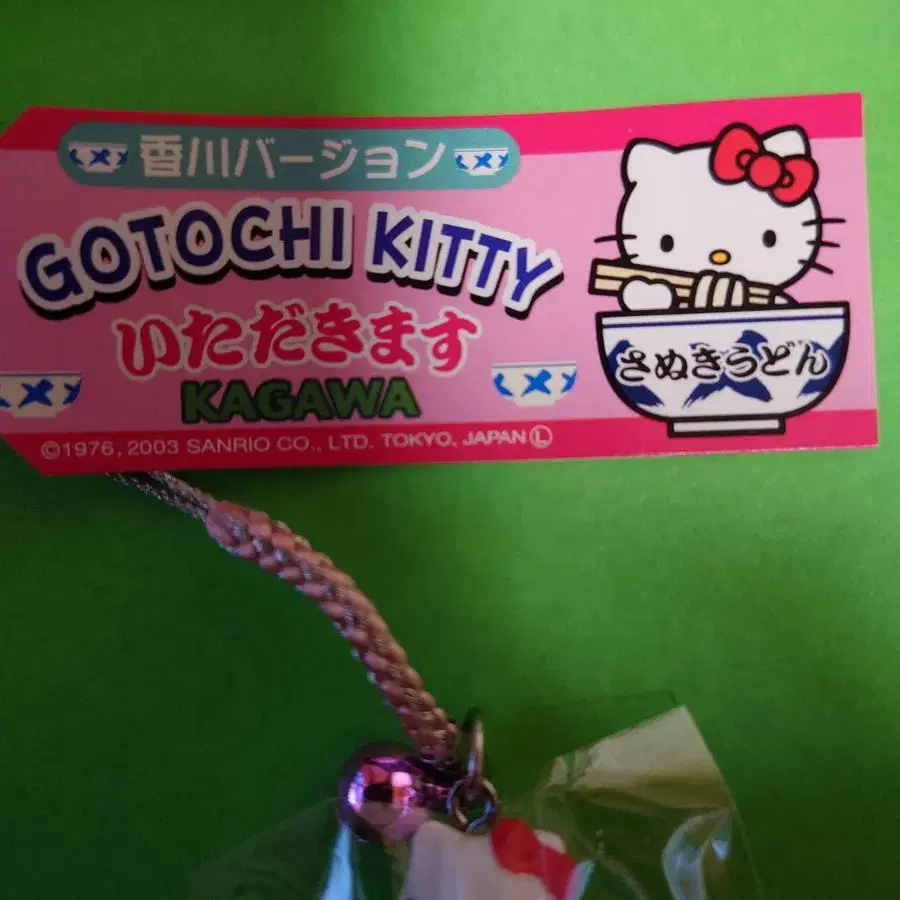 香川バージョン
GOTOCHI KITTY
いただきます
KAGAWA
さぬきうどん
©1976, 2003 SANRIO CO., LTD. TOKYO, JAPAN Ⓛ